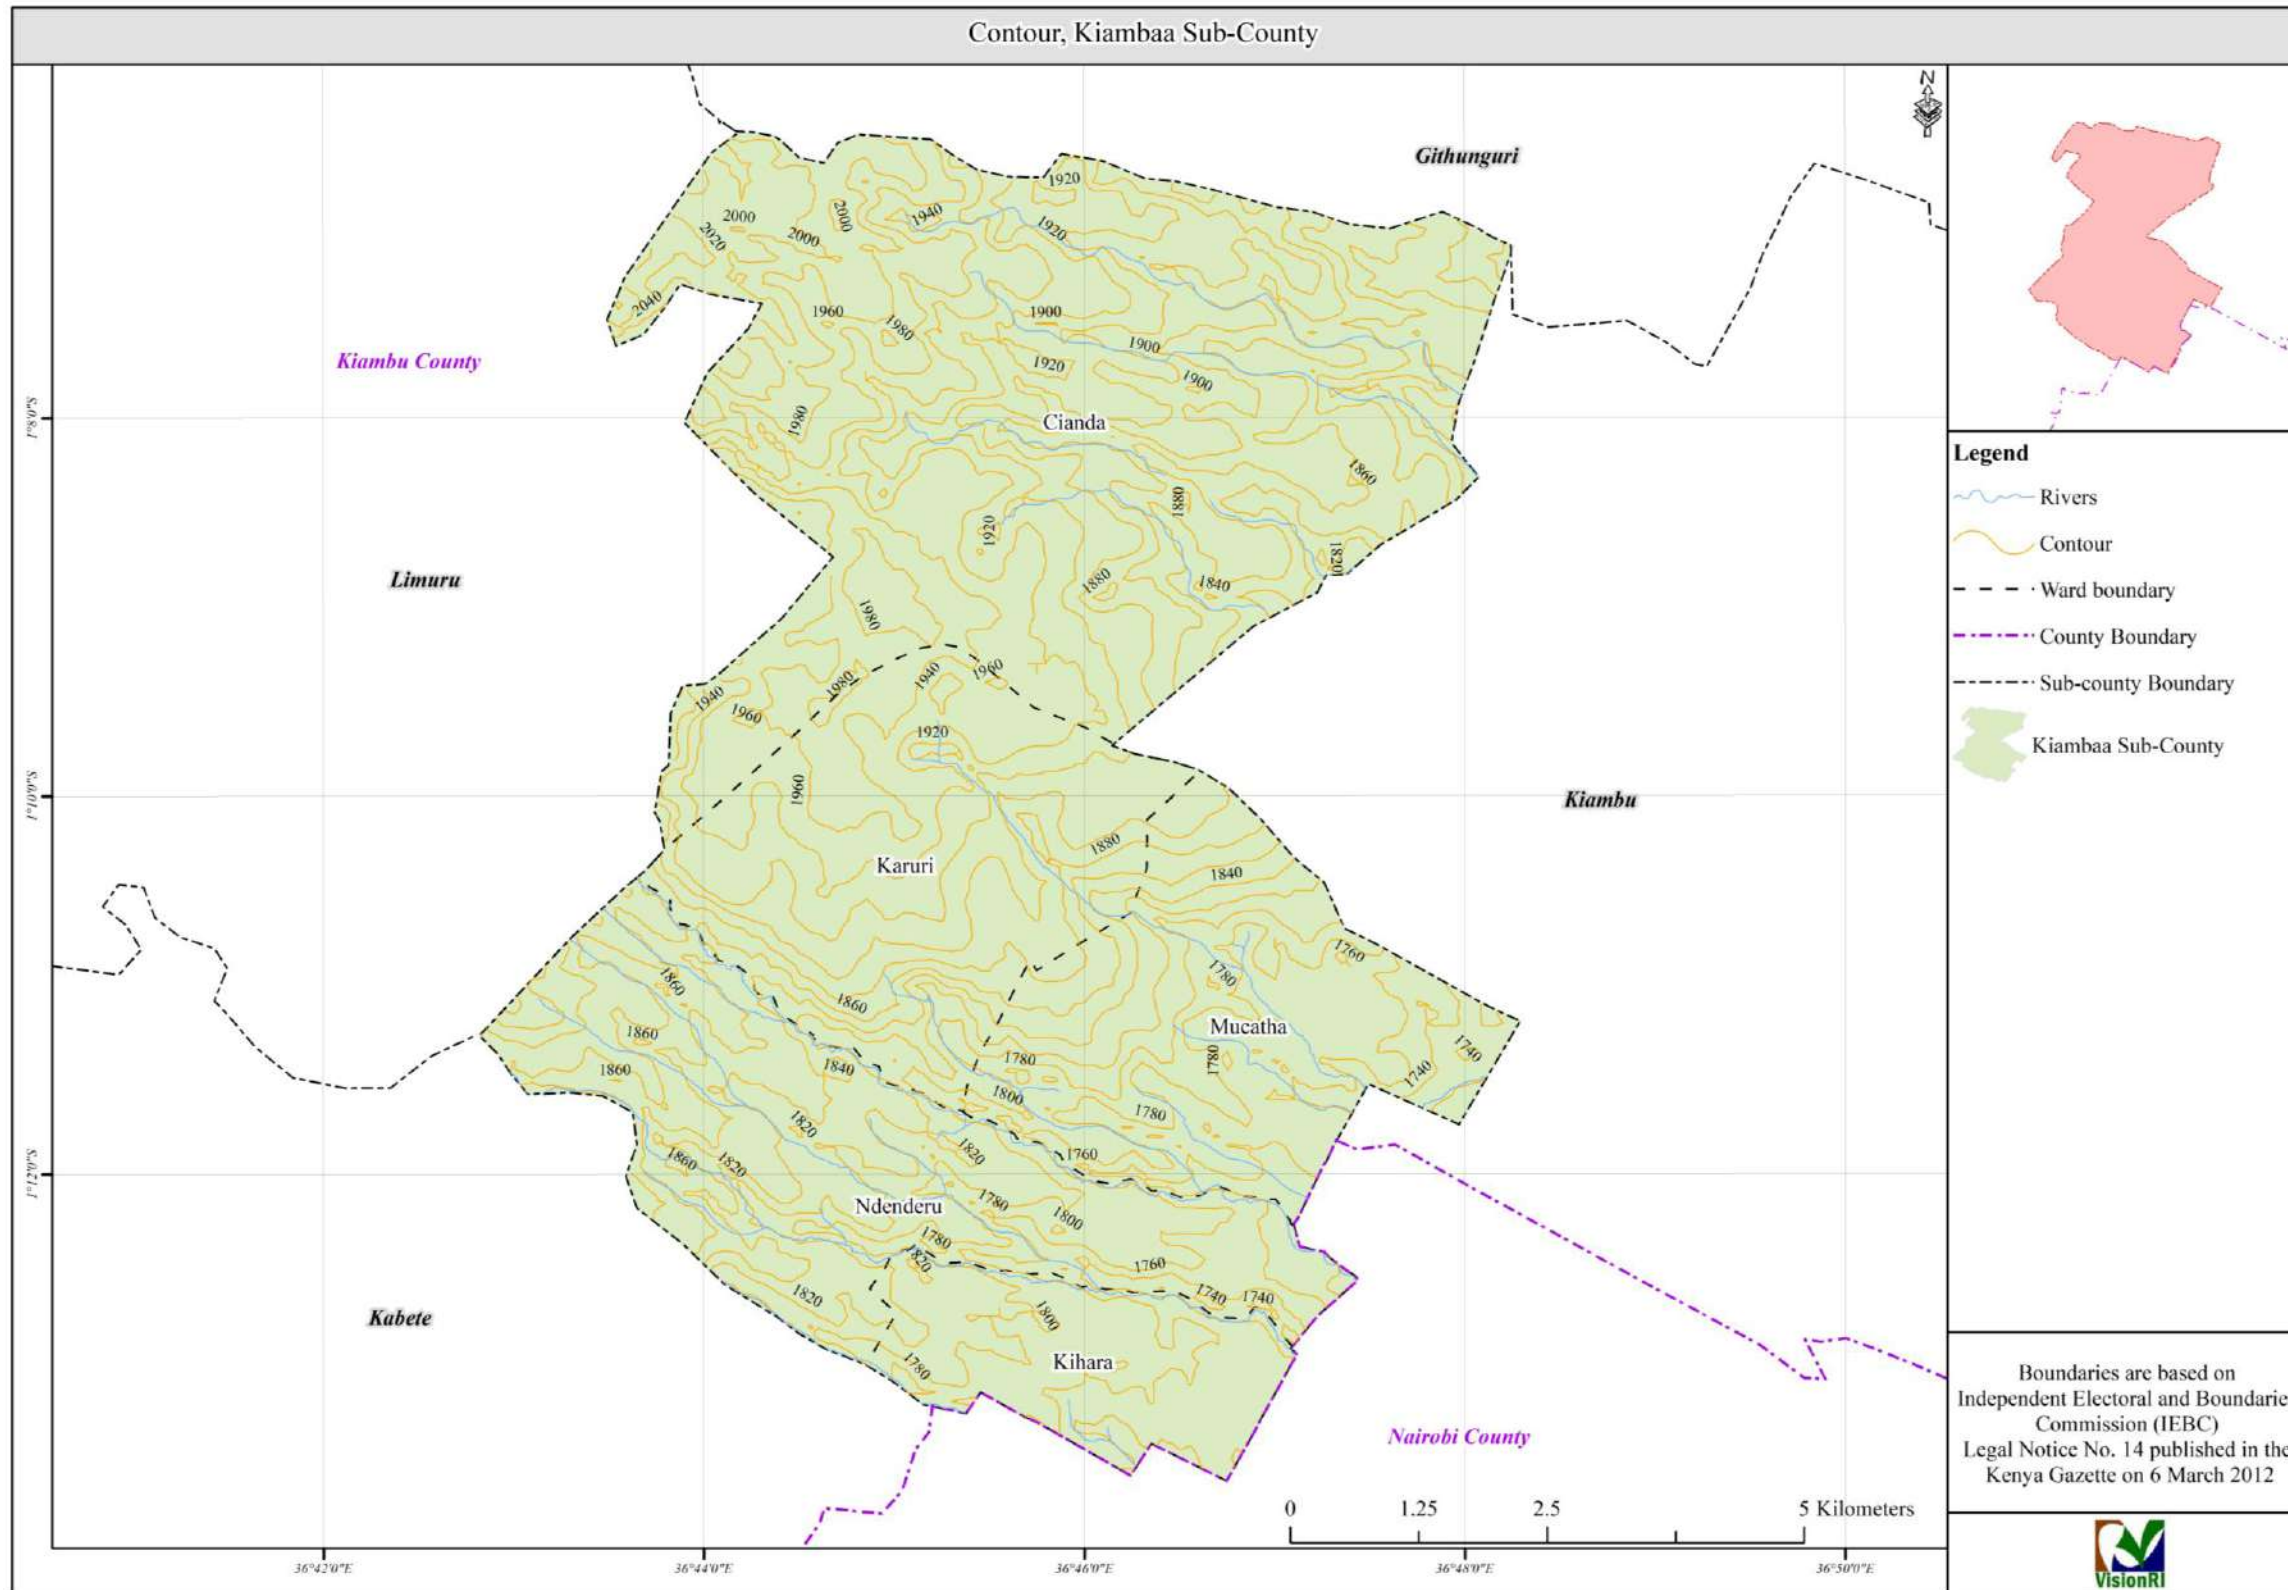 Contour, Kiambaa Sub-County
N
Githunguri
1920
2000
2000
1940
1920
2020
2000
2040
1960
1980
1900
1900
1920
1900
Kiambu County
1°8'0"S
1980
Cianda
1860
1880
1920
1820
Limuru
1880
1840
1980
1940
1960
1980
1940
1960
1920
1960
1°10'0"S
Kiambu
1880
Karuri
1840
1760
1780
1860
1860
Mucatha
1860
1780
1780
1740
1740
1860
1840
1800
1780
1820
1820
1760
1860
1820
1°12'0"S
Ndenderu
1780
1800
1780
1820
1760
1820
1740
1740
1800
Kabete
Kihara
1780
Nairobi County
0 1.25 2.5 5 Kilometers
36°42'0"E 36°44'0"E 36°46'0"E 36°48'0"E 36°50'0"E
Legend
Rivers
Contour
Ward boundary
County Boundary
Sub-county Boundary
Kiambaa Sub-County
Boundaries are based on
Independent Electoral and Boundarie
Commission (IEBC)
Legal Notice No. 14 published in the
Kenya Gazette on 6 March 2012
VisionRI